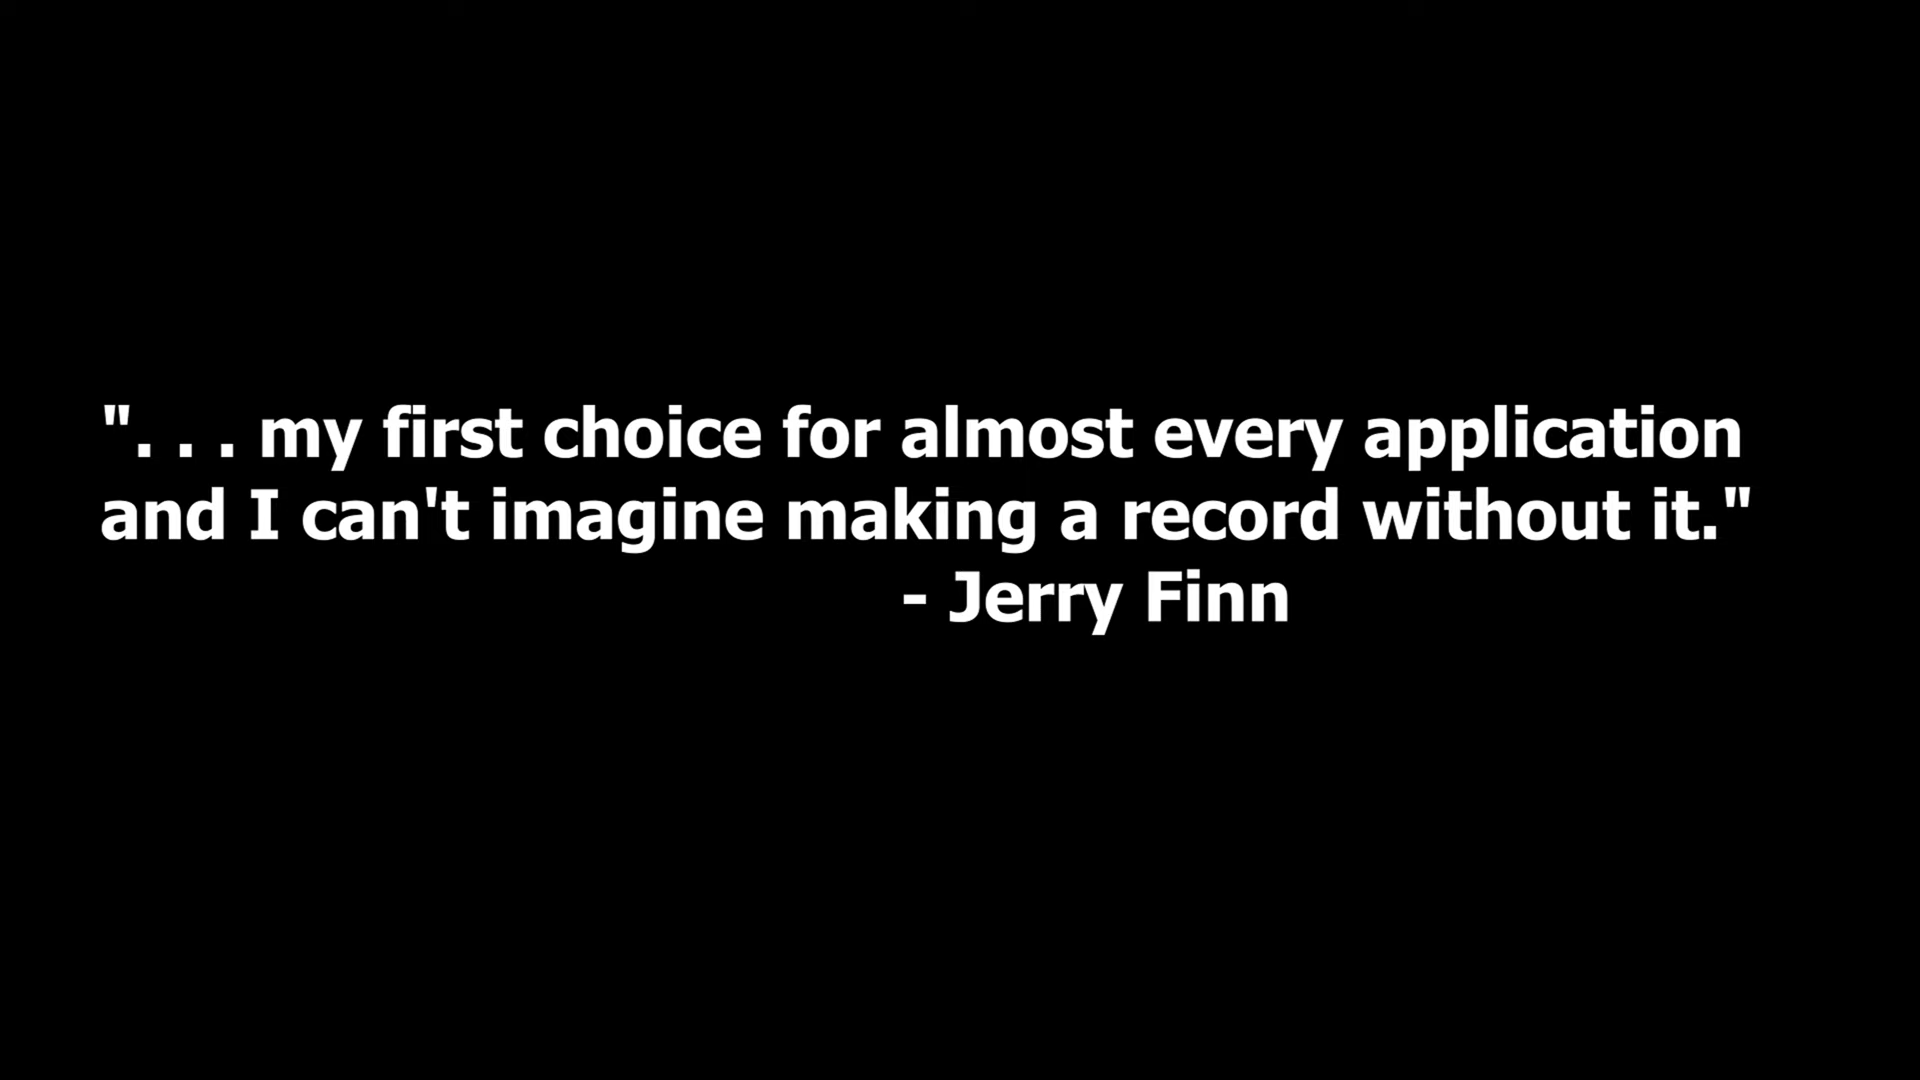 ". . . my first choice for almost every application
and I can't imagine making a record without it."
- Jerry Finn